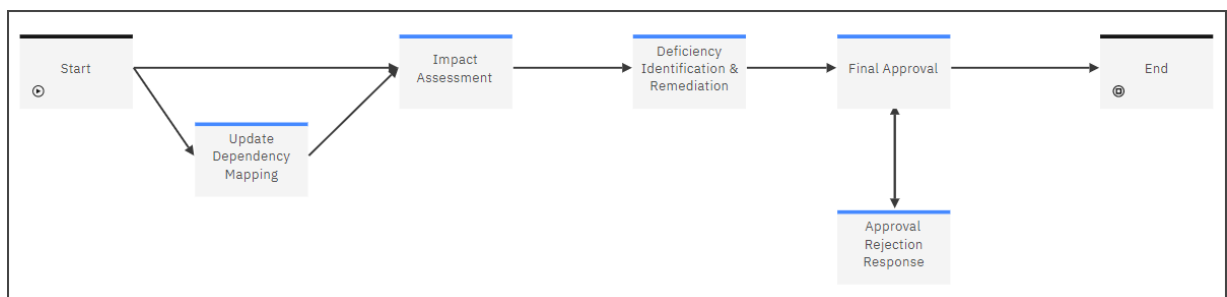 Start
Impact
Assessment
Deficiency
Identification &
Remediation
Final Approval
End
Update
Dependency
Mapping
Approval
Rejection
Response